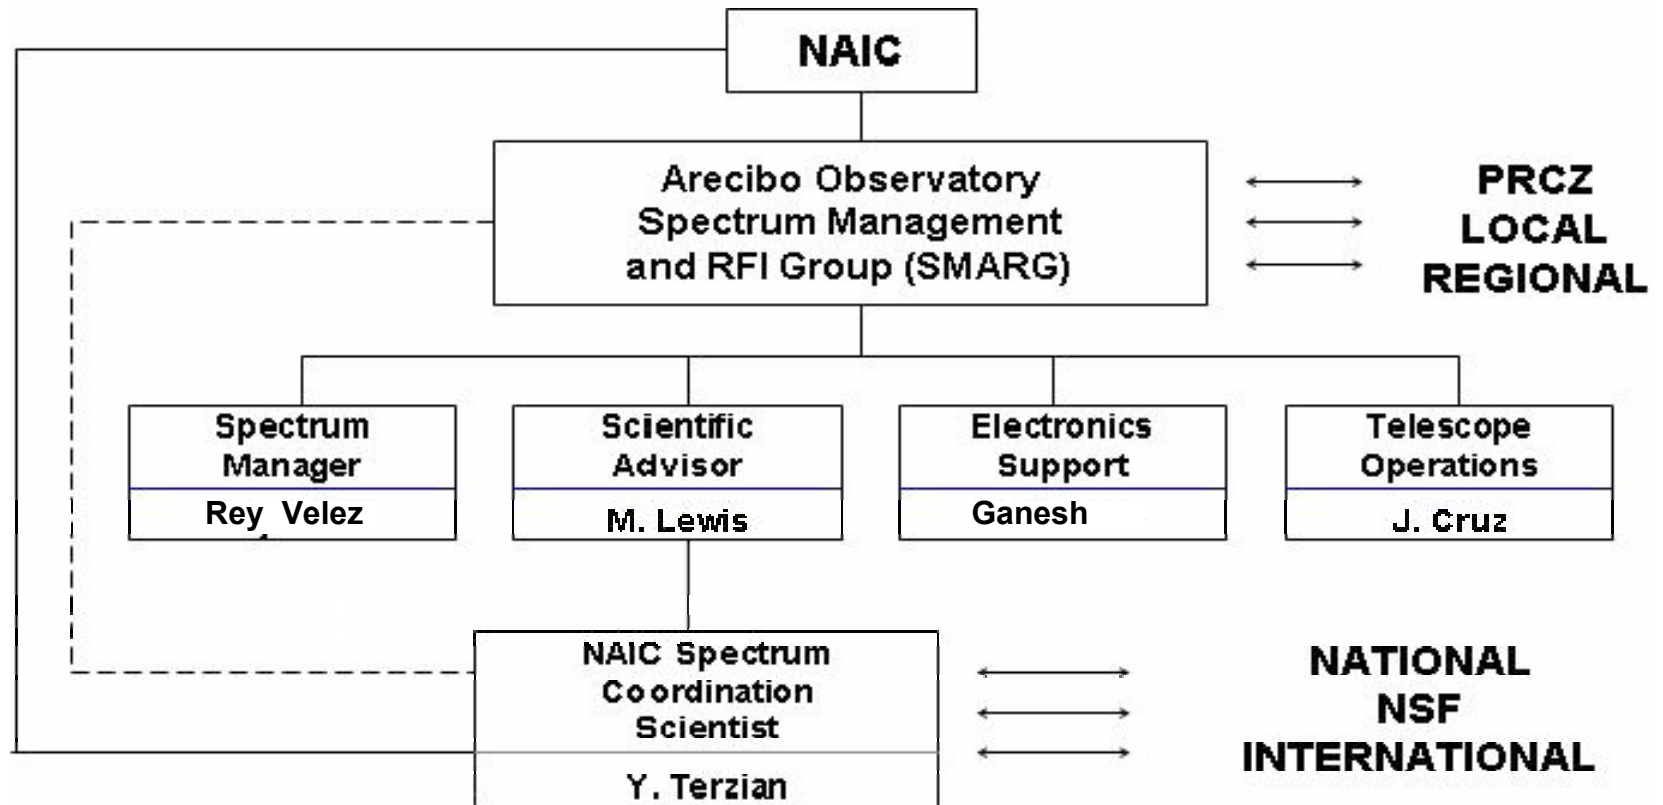 NAIC
Arecibo Observatory
Spectrum Management
and RFI Group (SMARG)
PRCZ
LOCAL
REGIONAL
Spectrum
Manager
Rey Velez
Scientific
Advisor
M. Lewis
Electronics
Support
Ganesh
Telescope
Operations
J. Cruz
NAIC Spectrum
Coordination
Scientist
Y. Terzian
NATIONAL
NSF
INTERNATIONAL